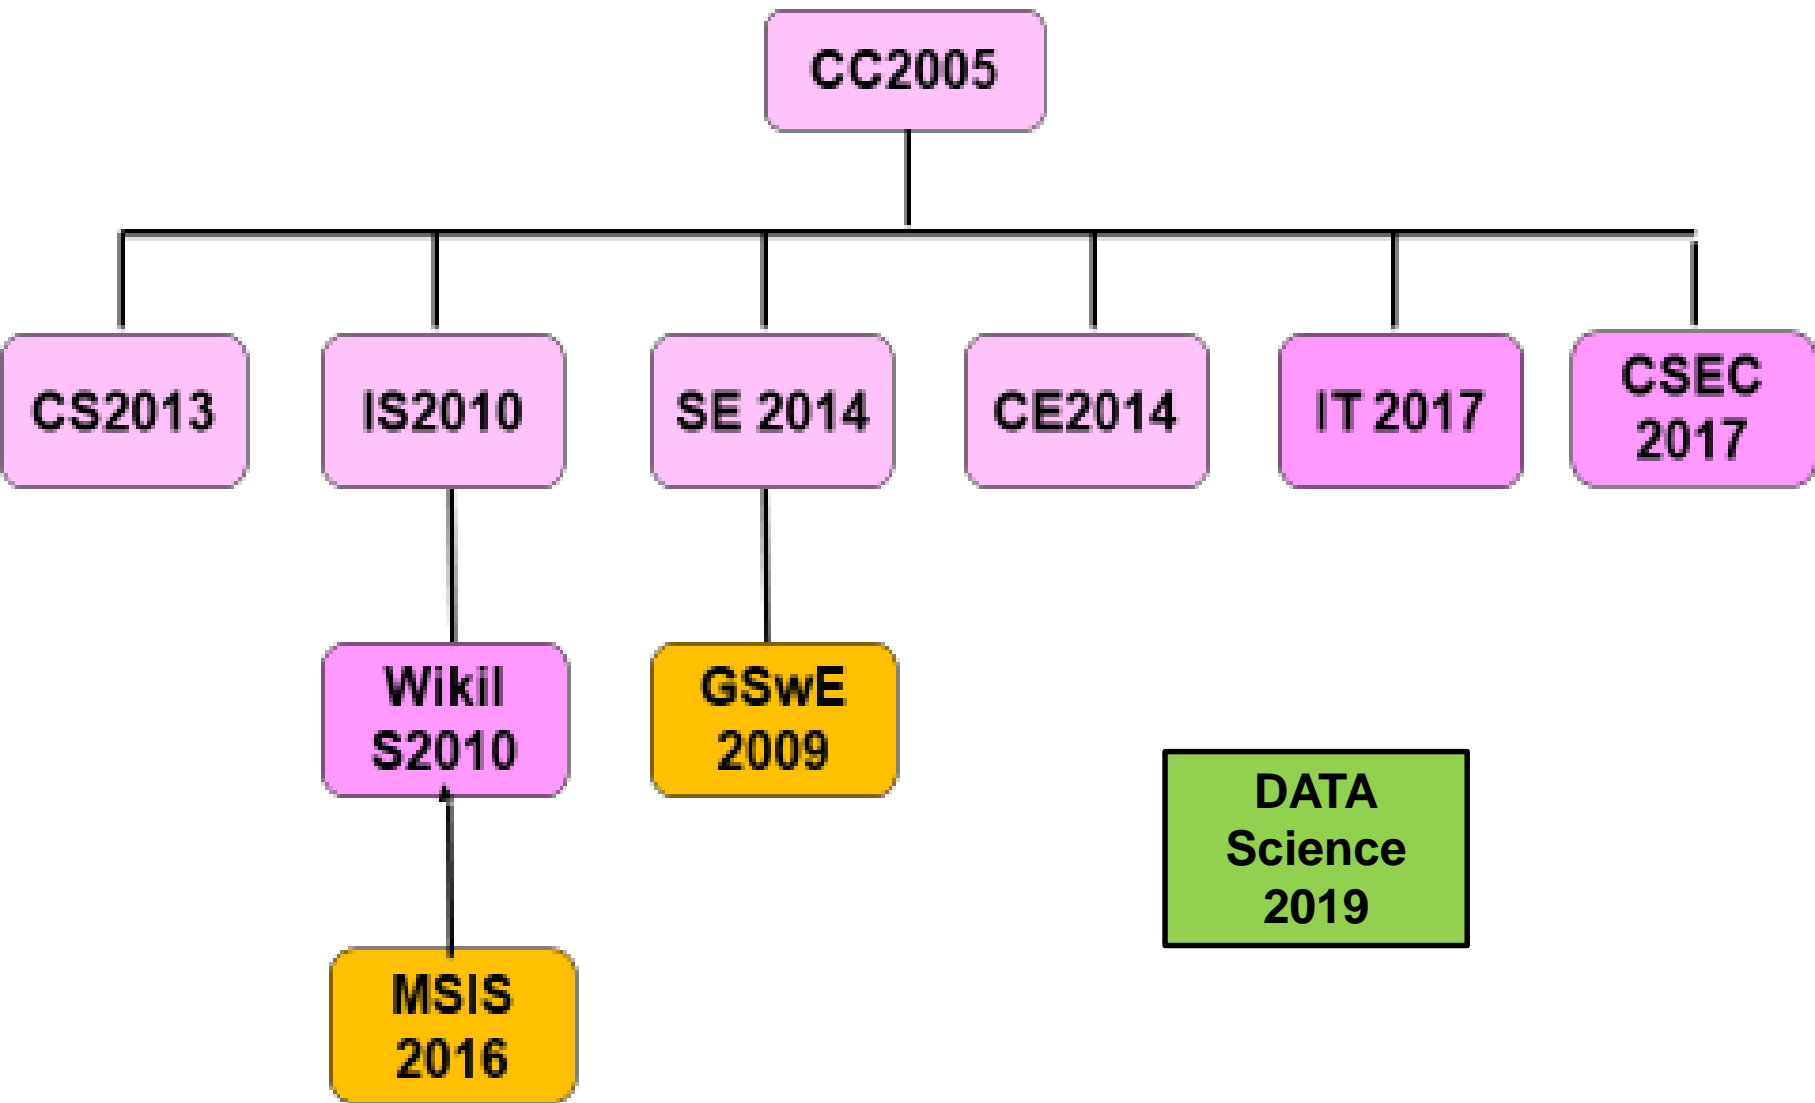 CC2005
CS2013
IS2010
SE 2014
CE2014
IT 2017
CSEC
2017
WikiI
S2010
GSwE
2009
DATA
Science
2019
MSIS
2016